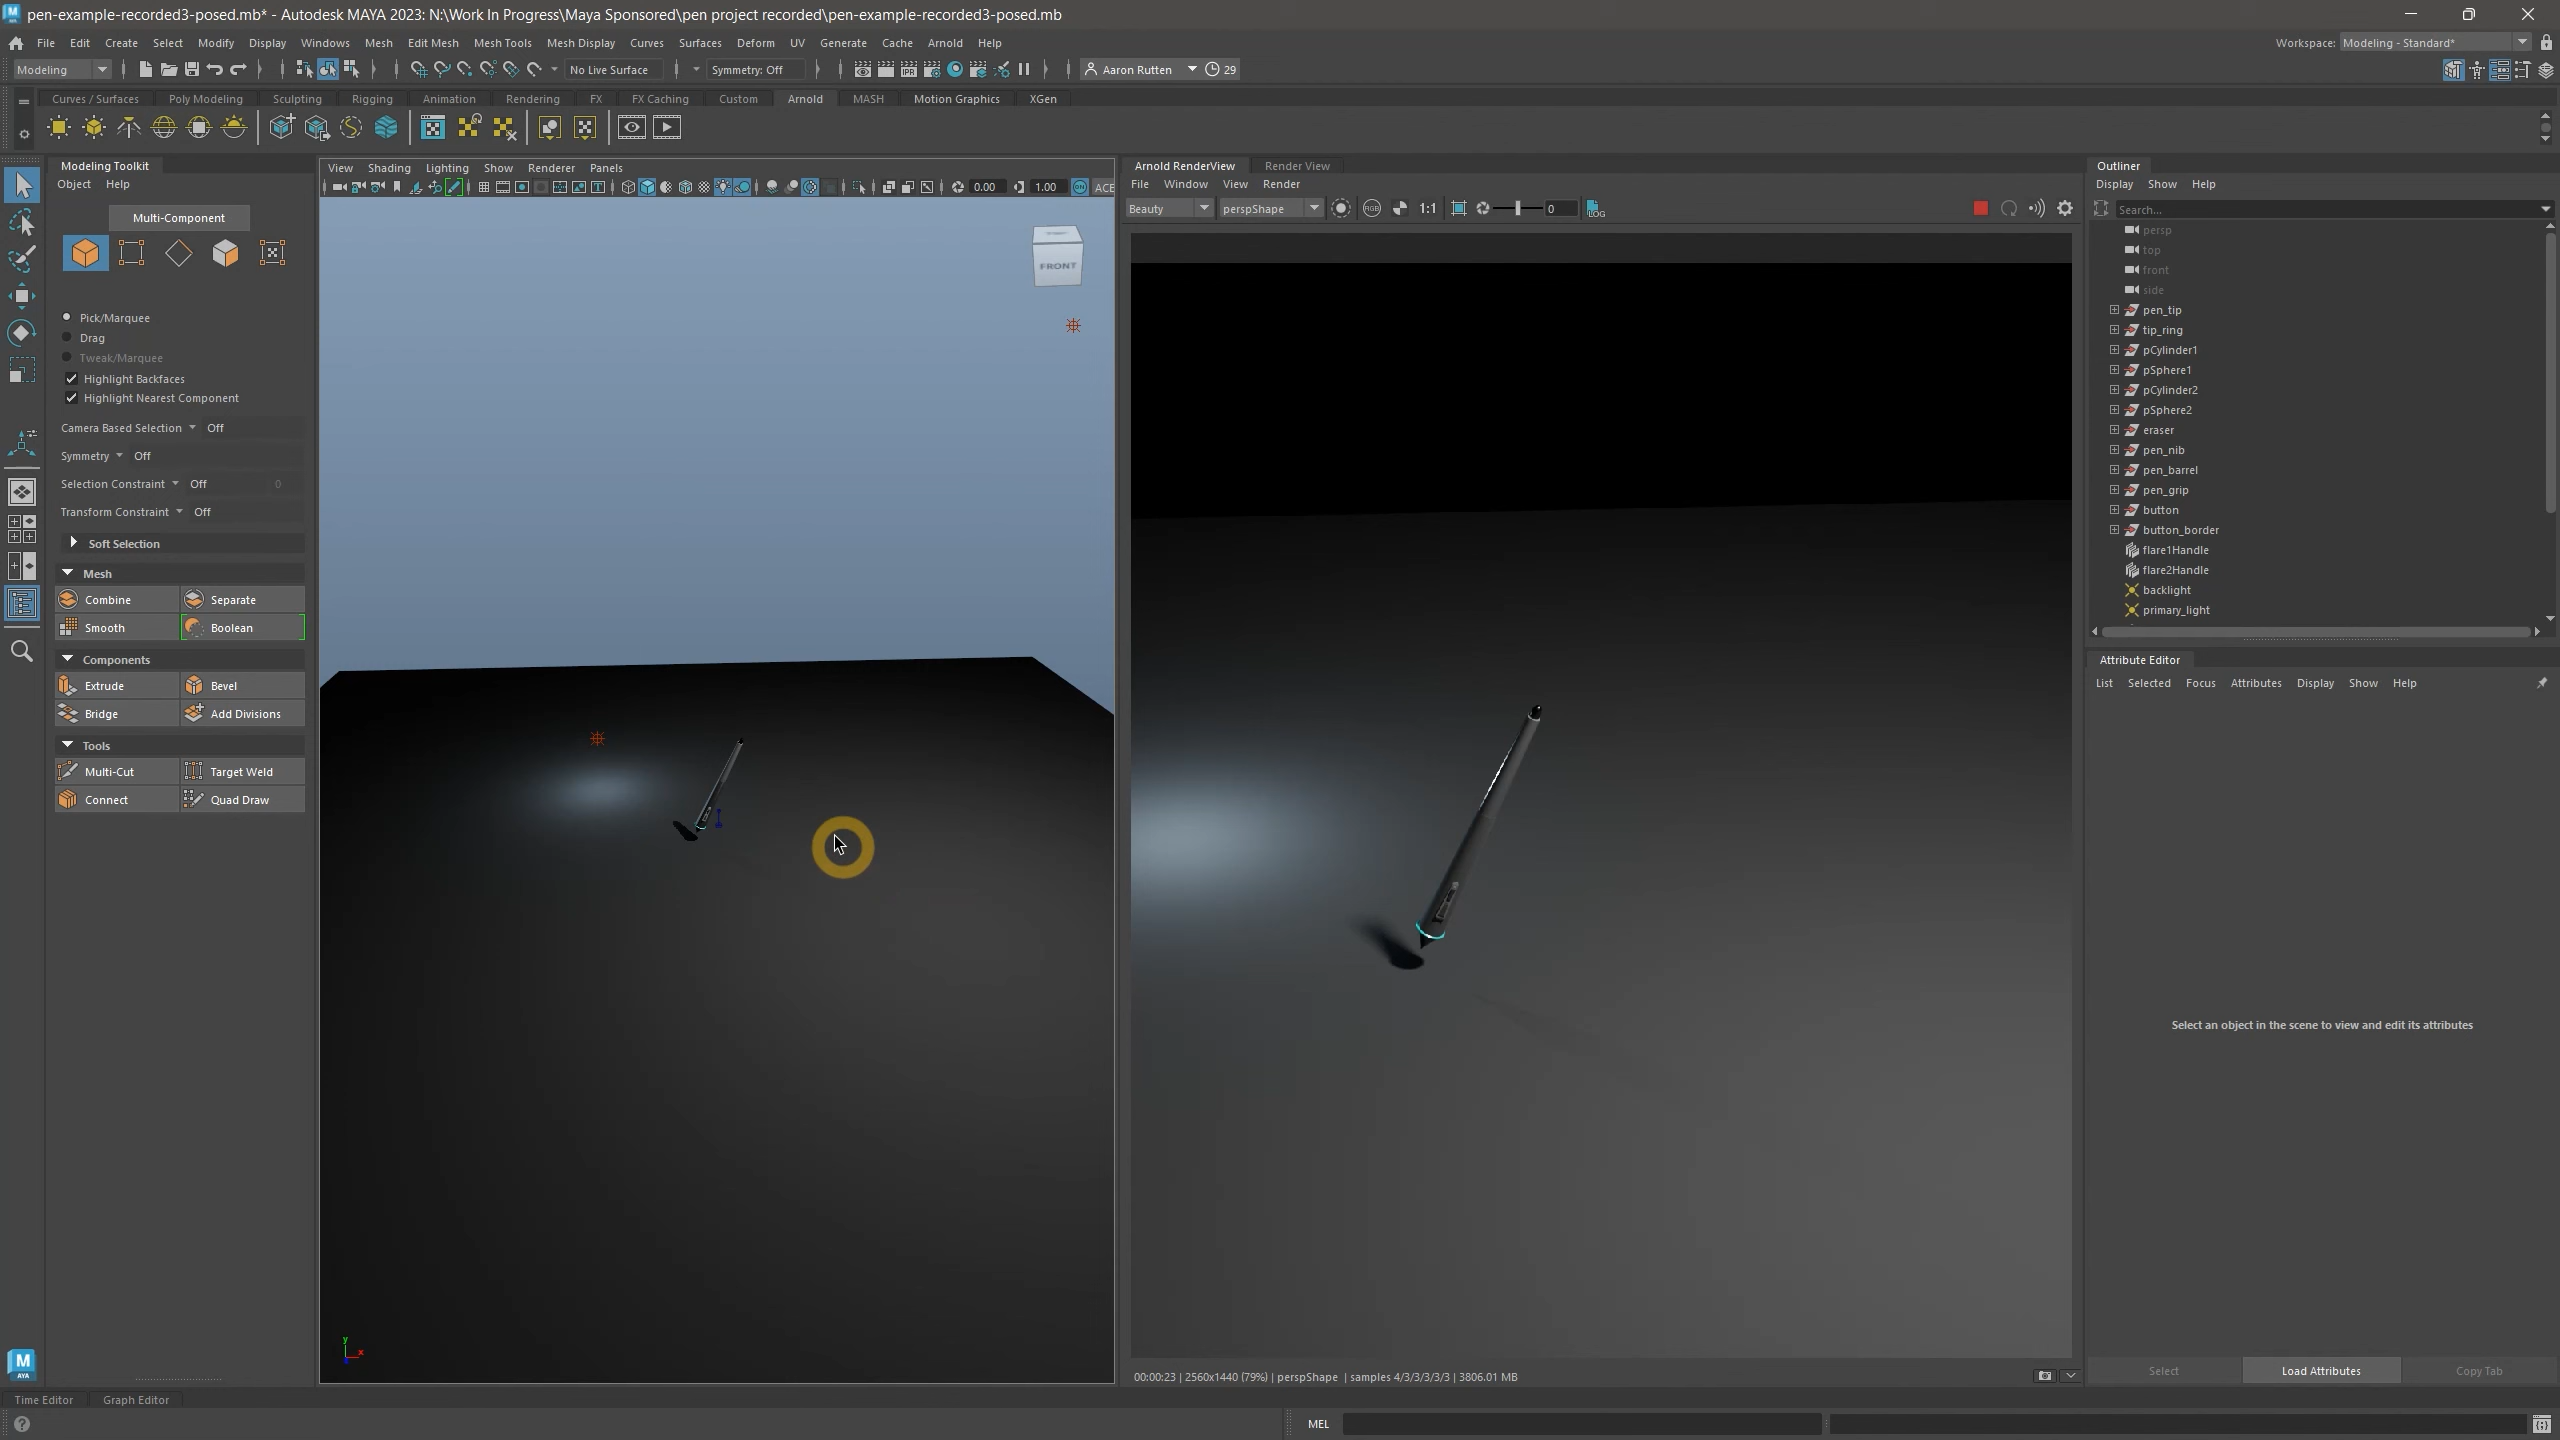 pen-example-recorded3-posed.mb* - Autodesk MAYA 2023: N:\Work In Progress\Maya Sponsored\pen project recorded\pen-example-recorded3-posed.mb
File Edit Create Select Modify Display Windows Mesh Edit Mesh Mesh Tools Mesh Display Curves Surfaces Deform UV Generate Cache Arnold Help
Workspace: Modeling - Standard*
Modeling No Live Surface Symmetry: Off IPR Aaron Rutten 29
Curves / Surfaces Poly Modeling Sculpting Rigging Animation Rendering FX FX Caching Custom Arnold MASH Motion Graphics XGen
Modeling Toolkit
Object Help
Multi-Component
Pick/Marquee
Drag
Tweak/Marquee
Highlight Backfaces
Highlight Nearest Component
Camera Based Selection Off
Symmetry Off
Selection Constraint Off 0
Transform Constraint Off
Soft Selection
Mesh
Combine Separate
Smooth Boolean
Components
Extrude Bevel
Bridge Add Divisions
Tools
Multi-Cut Target Weld
Connect Quad Draw
View Shading Lighting Show Renderer Panels
0.00 1.00 ON ACE
FRONT
y
x
Arnold RenderView Render View
File Window View Render
Beauty perspShape RGB 1:1 0 LOG
00:00:23 | 2560x1440 (79%) | perspShape | samples 4/3/3/3/3/3 | 3806.01 MB
Outliner
Display Show Help
Search...
persp
top
front
side
pen_tip
tip_ring
pCylinder1
pSphere1
pCylinder2
pSphere2
eraser
pen_nib
pen_barrel
pen_grip
button
button_border
flare1Handle
flare2Handle
backlight
primary_light
Attribute Editor
List Selected Focus Attributes Display Show Help
Select an object in the scene to view and edit its attributes
Select Load Attributes Copy Tab
M
AYA
Time Editor Graph Editor
MEL